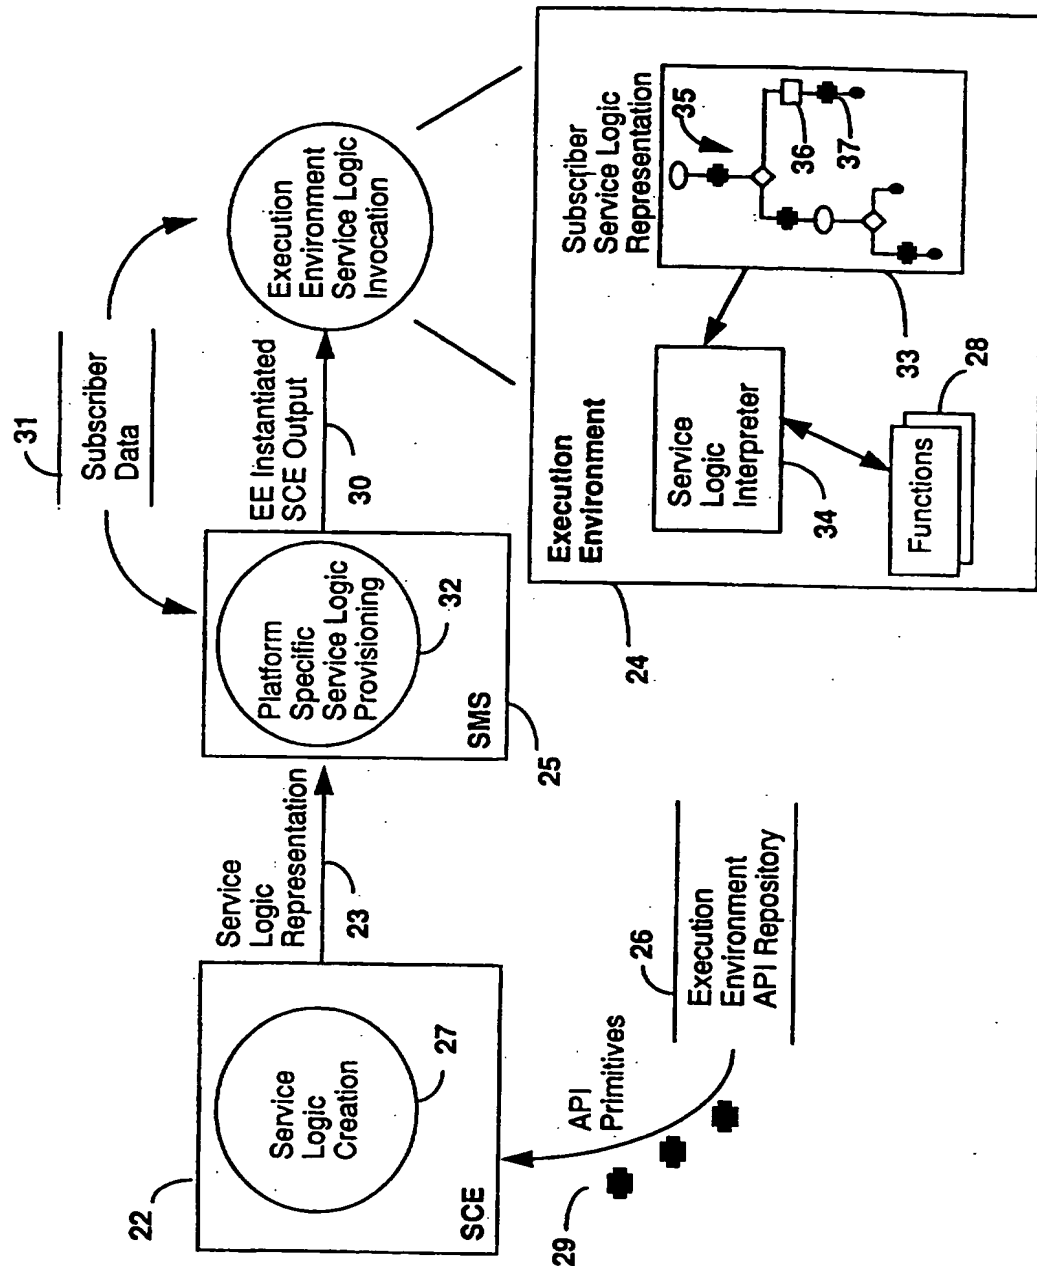 22
Service
Logic
Creation
27
SCE
29
API
Primitives
26
Execution
Environment
API Repository
Service
Logic
Representation
23
Platform
Specific
Service Logic
Provisioning
32
SMS
25
31
Subscriber
Data
EE Instantiated
SCE Output
30
Execution
Environment
Service Logic
Invocation
24
Execution
Environment
Service
Logic
Interpreter
34
Functions
28
Subscriber
Service Logic
Representation
35
36
37
33